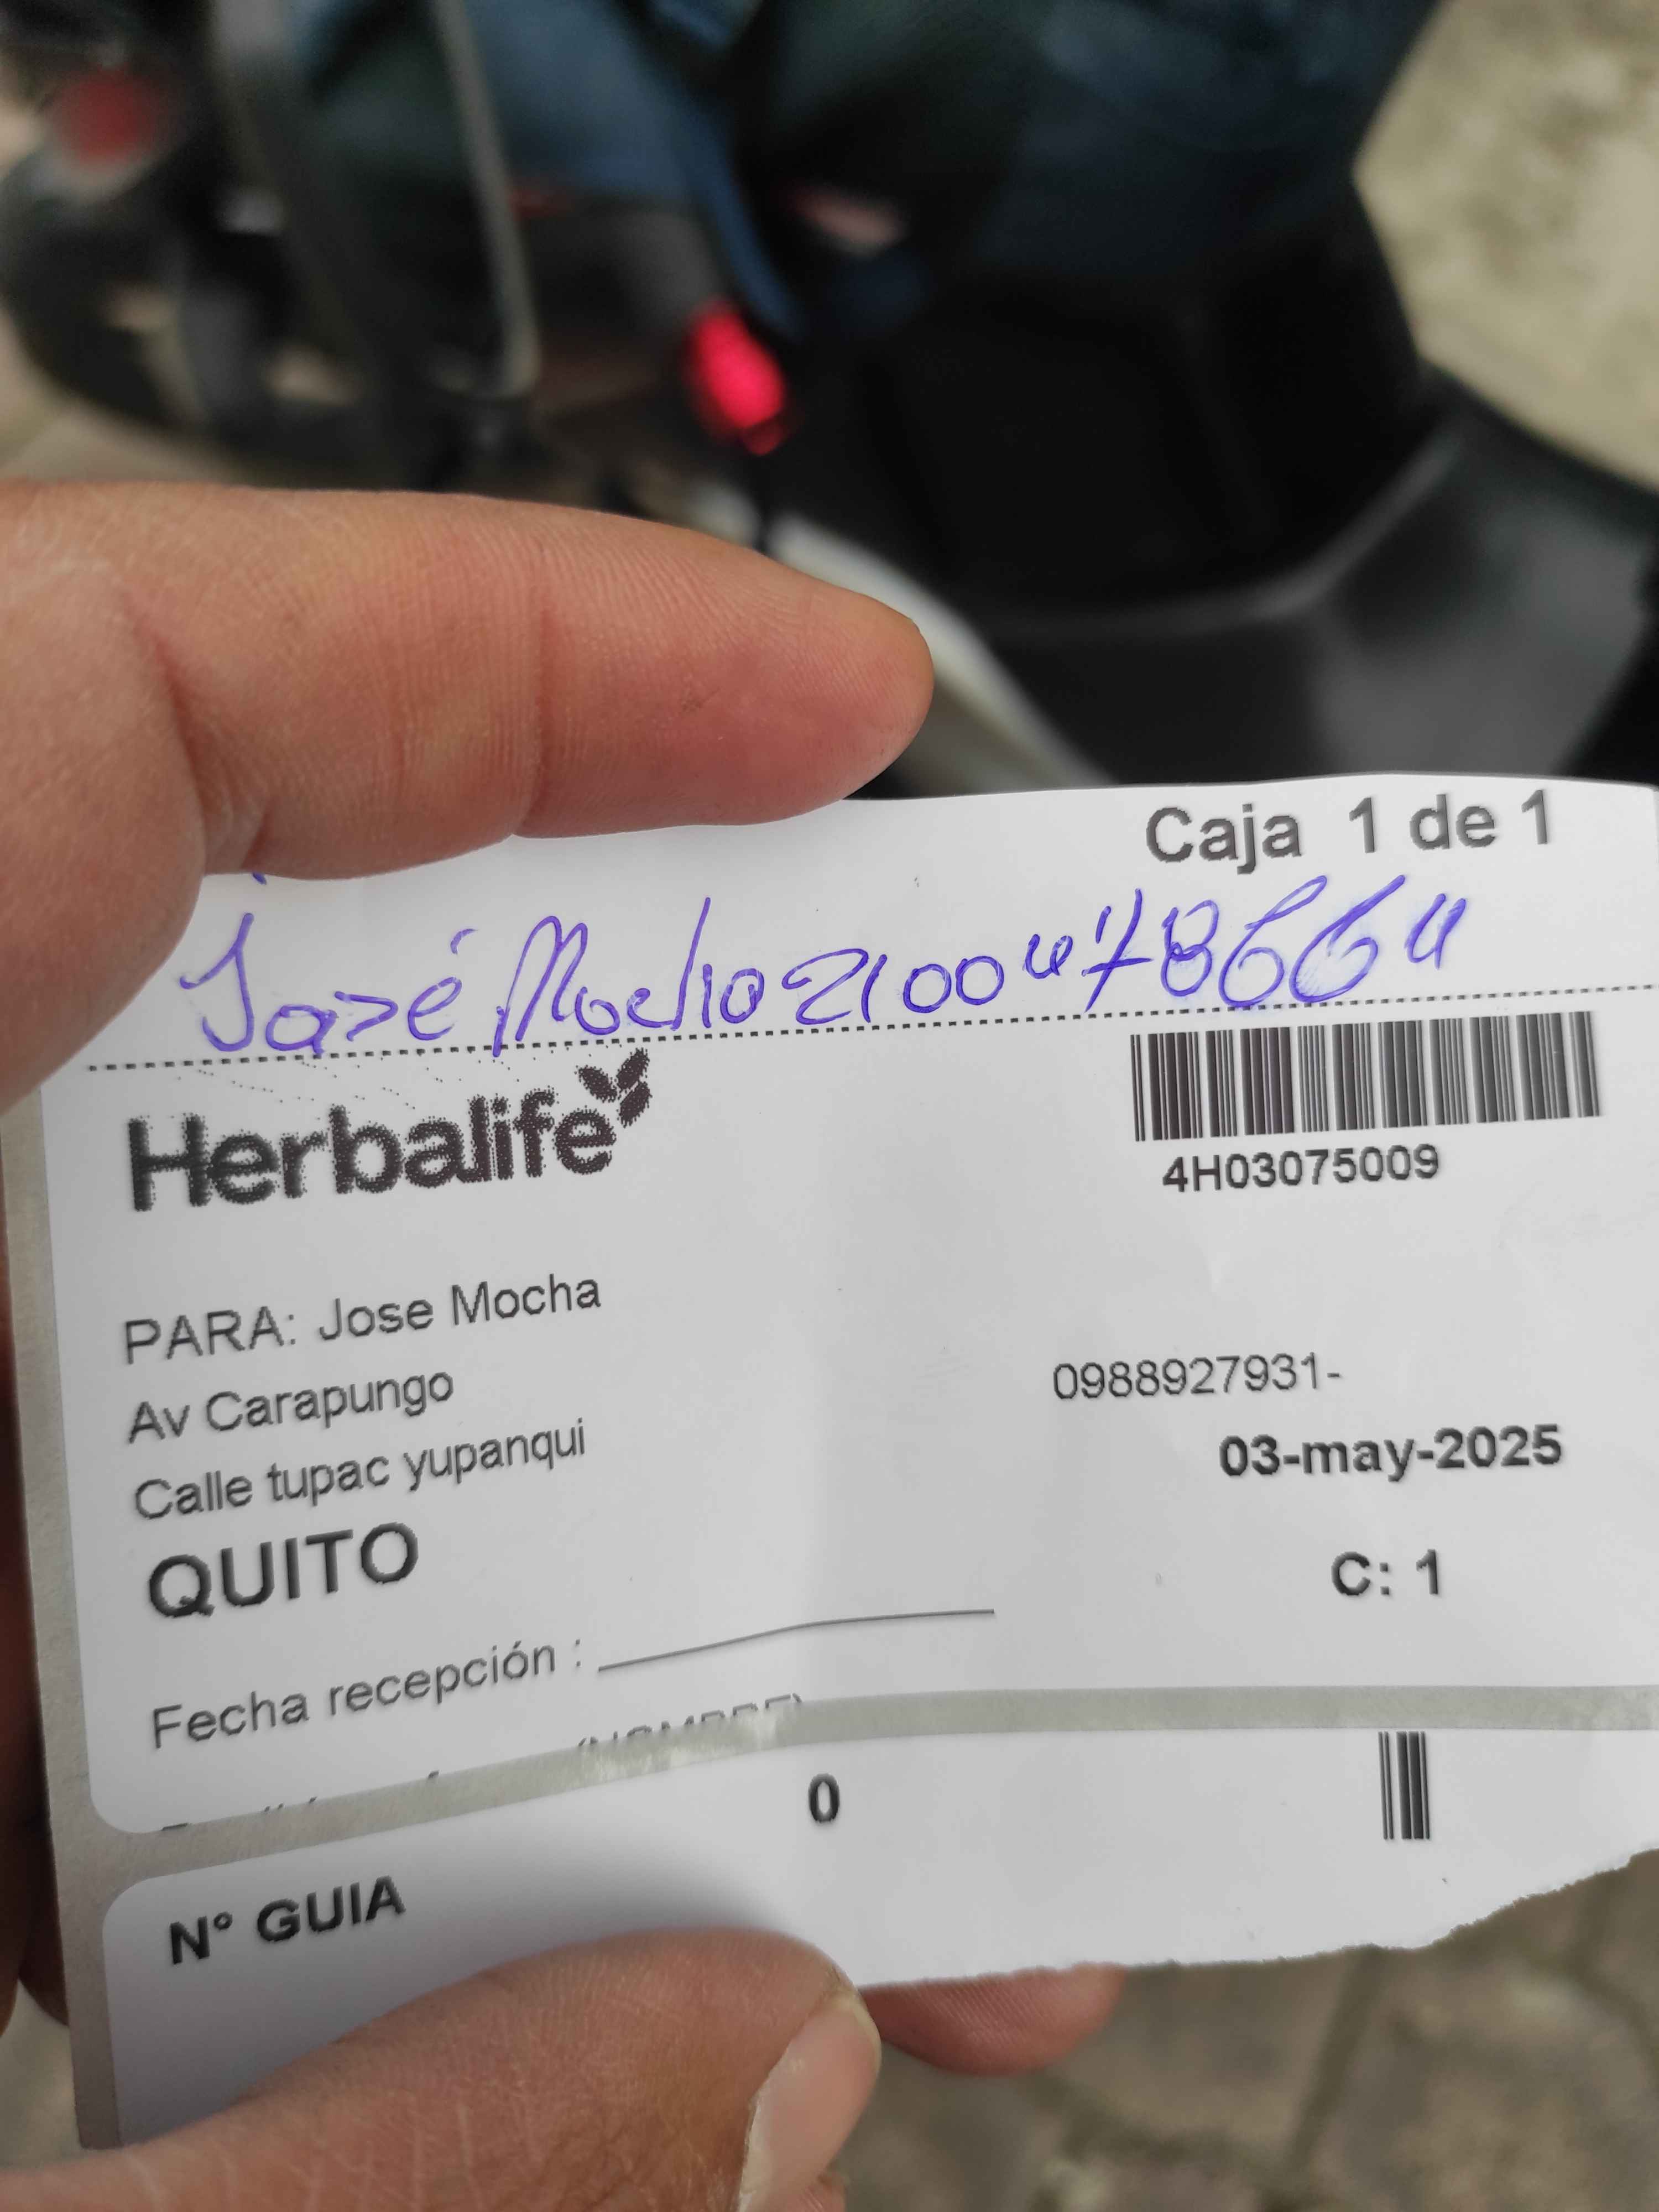 Caja 1 de 1
José Mocha 2100478664
Herbalife
4H03075009
PARA: Jose Mocha
Av Carapungo
0988927931-
Calle tupac yupanqui
03-may-2025
QUITO
C: 1
Fecha recepción :
(NOMBRE)
0
N° GUIA